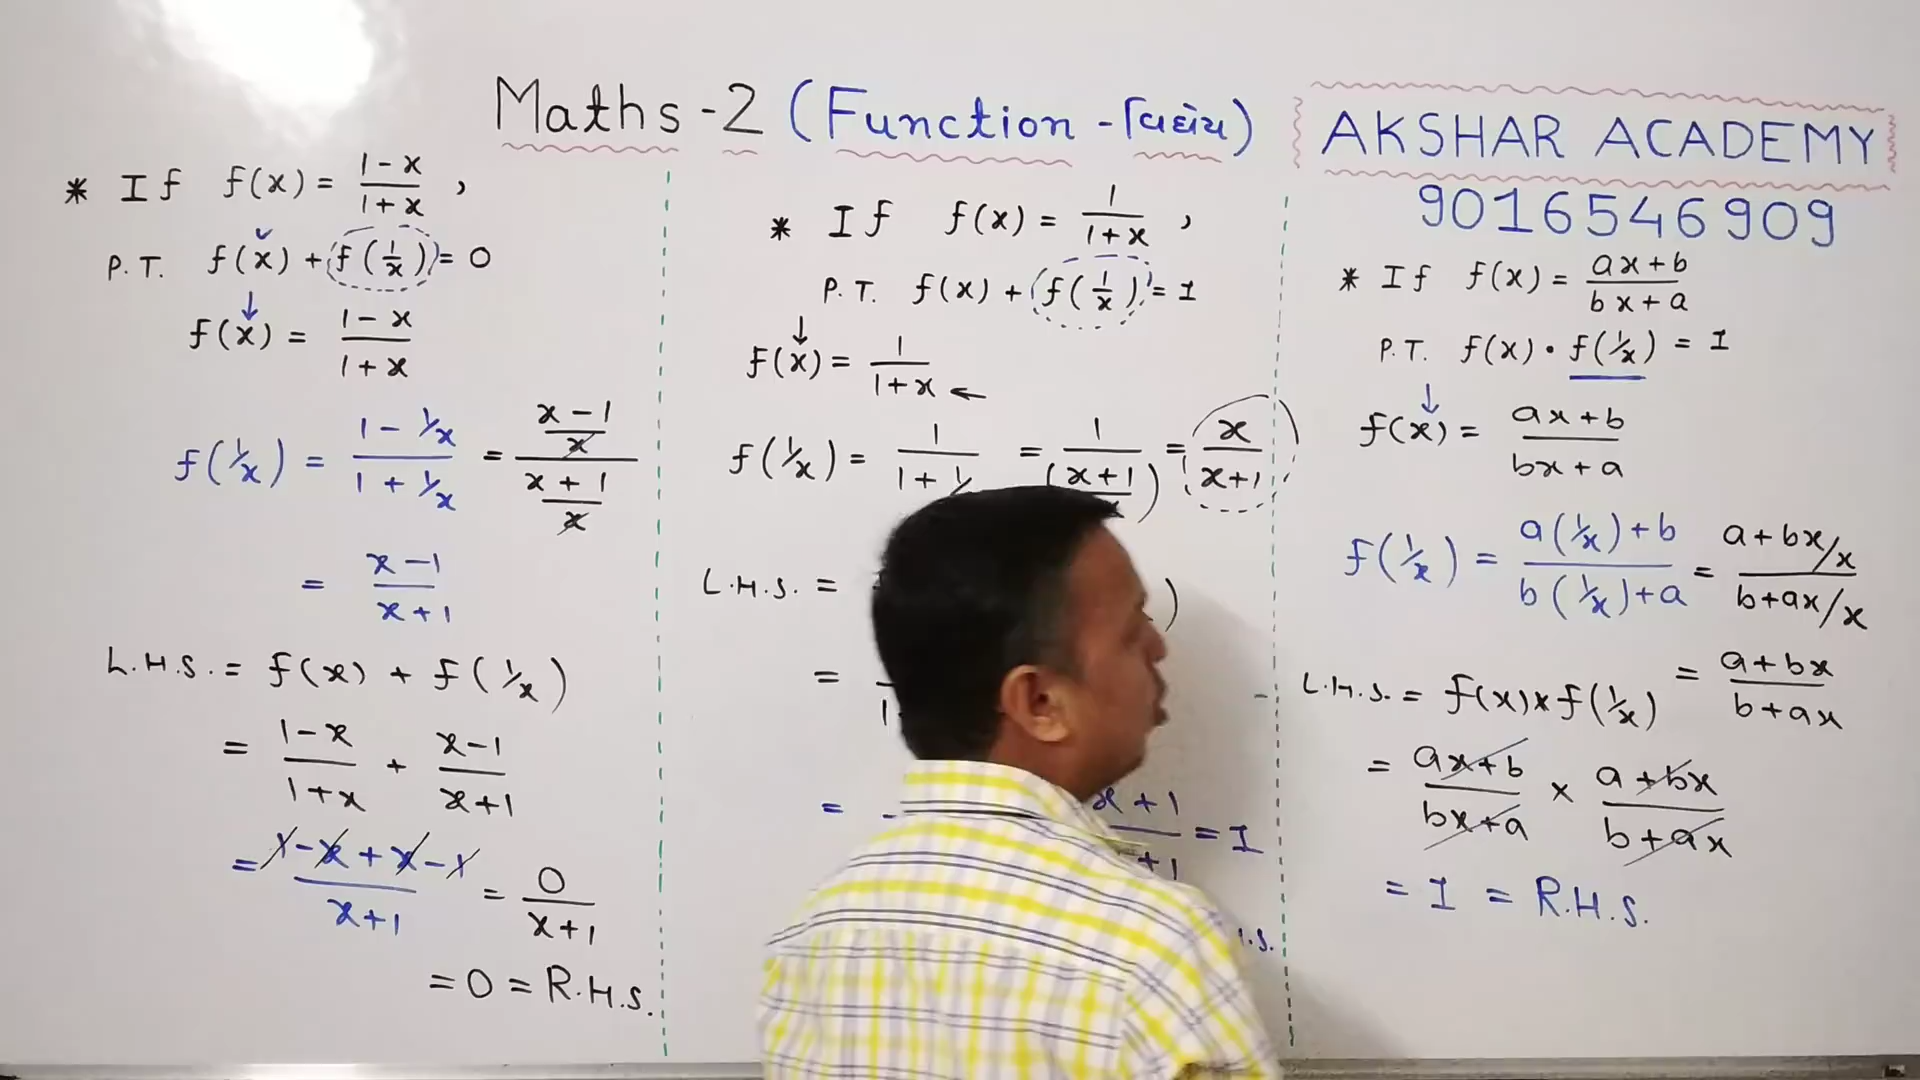 Maths - 2 (Function - વિધેય)
AKSHAR ACADEMY
9016546909
* If f(x) = (1 - x)/(1 + x) ,
P.T. f(x) + f(1/x) = 0
f(x) = (1 - x)/(1 + x)
f(1/x) = (1 - 1/x)/(1 + 1/x) = ((x - 1)/x)/((x + 1)/x)
= (x - 1)/(x + 1)
L.H.S. = f(x) + f(1/x)
= (1 - x)/(1 + x) + (x - 1)/(x + 1)
= (1 - x + x - 1)/(x + 1) = 0/(x + 1)
= 0 = R.H.S.
* If f(x) = 1/(1 + x) ,
P.T. f(x) + f(1/x) = 1
f(x) = 1/(1 + x) ←
f(1/x) = 1/(1 + 1/ = 1/(x + 1) = x/(x + 1)
L.H.S. =
=
= x + 1 = 1
* If f(x) = (ax + b)/(bx + a)
P.T. f(x) · f(1/x) = 1
f(x) = (ax + b)/(bx + a)
f(1/x) = (a(1/x) + b)/(b(1/x) + a) = (a + bx/x)/(b + ax/x)
= (a + bx)/(b + ax)
L.H.S. = f(x) x f(1/x)
= (ax + b)/(bx + a) × (a + bx)/(b + ax)
= 1 = R.H.S.